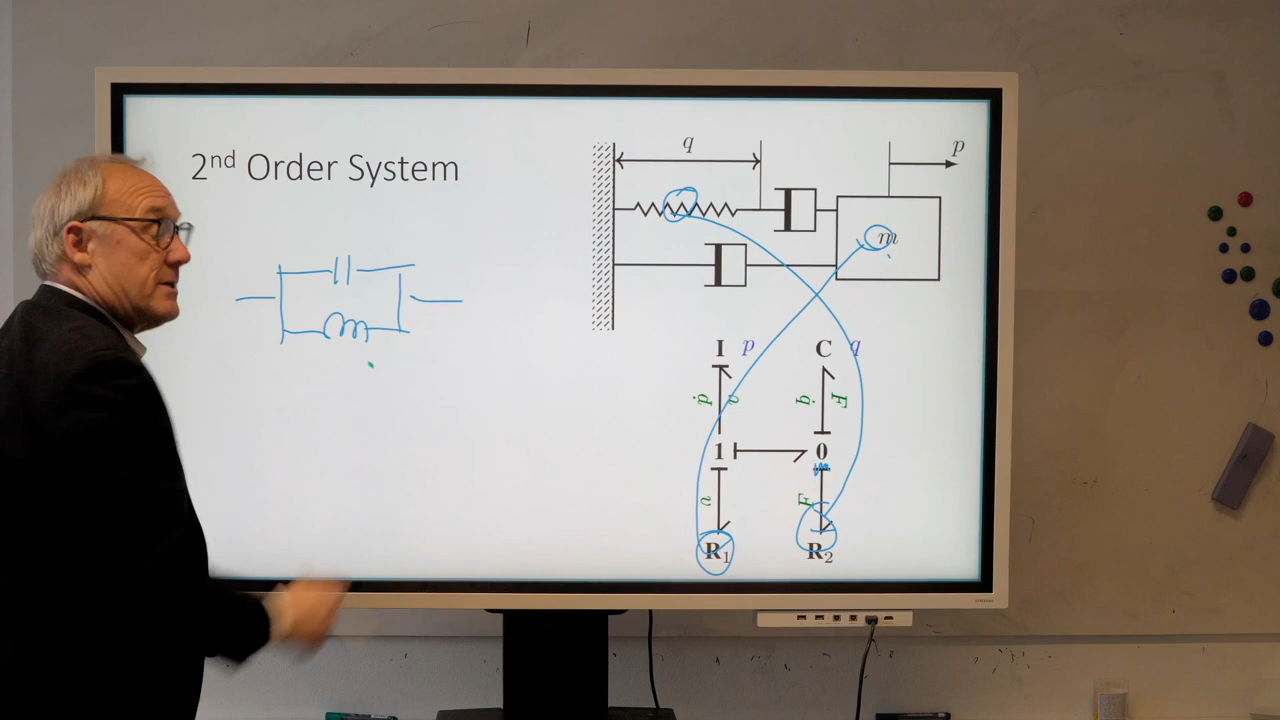 2nd Order System
q
p
m
I p C q
ṗ v q̇ F
1 0
v F
R1 R2